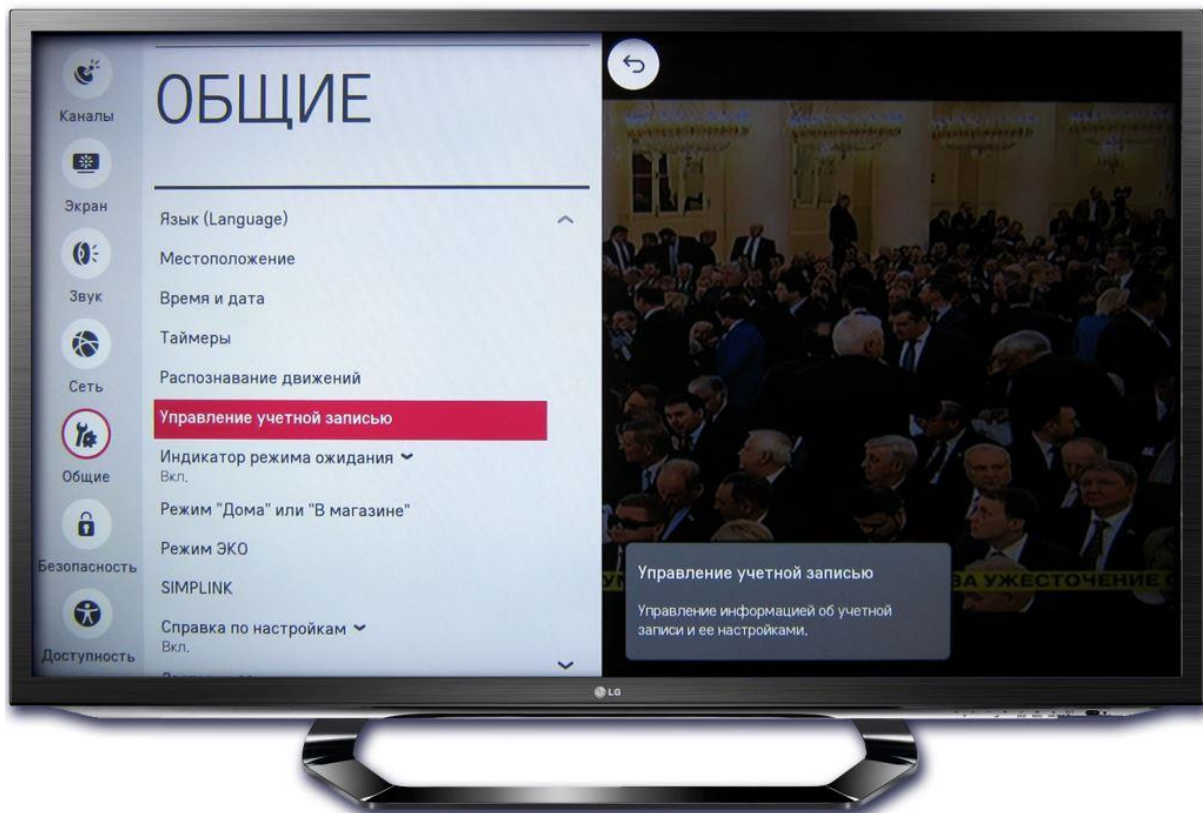 Каналы
Экран
Звук
Сеть
Общие
Безопасность
Доступность
ОБЩИЕ
Язык (Language)
Местоположение
Время и дата
Таймеры
Распознавание движений
Управление учетной записью
Индикатор режима ожидания
Вкл.
Режим "Дома" или "В магазине"
Режим ЭКО
SIMPLINK
Справка по настройкам
Вкл.
Управление учетной записью
Управление информацией об учетной
записи и ее настройками.
ЗА УЖЕСТОЧЕНИЕ
LG